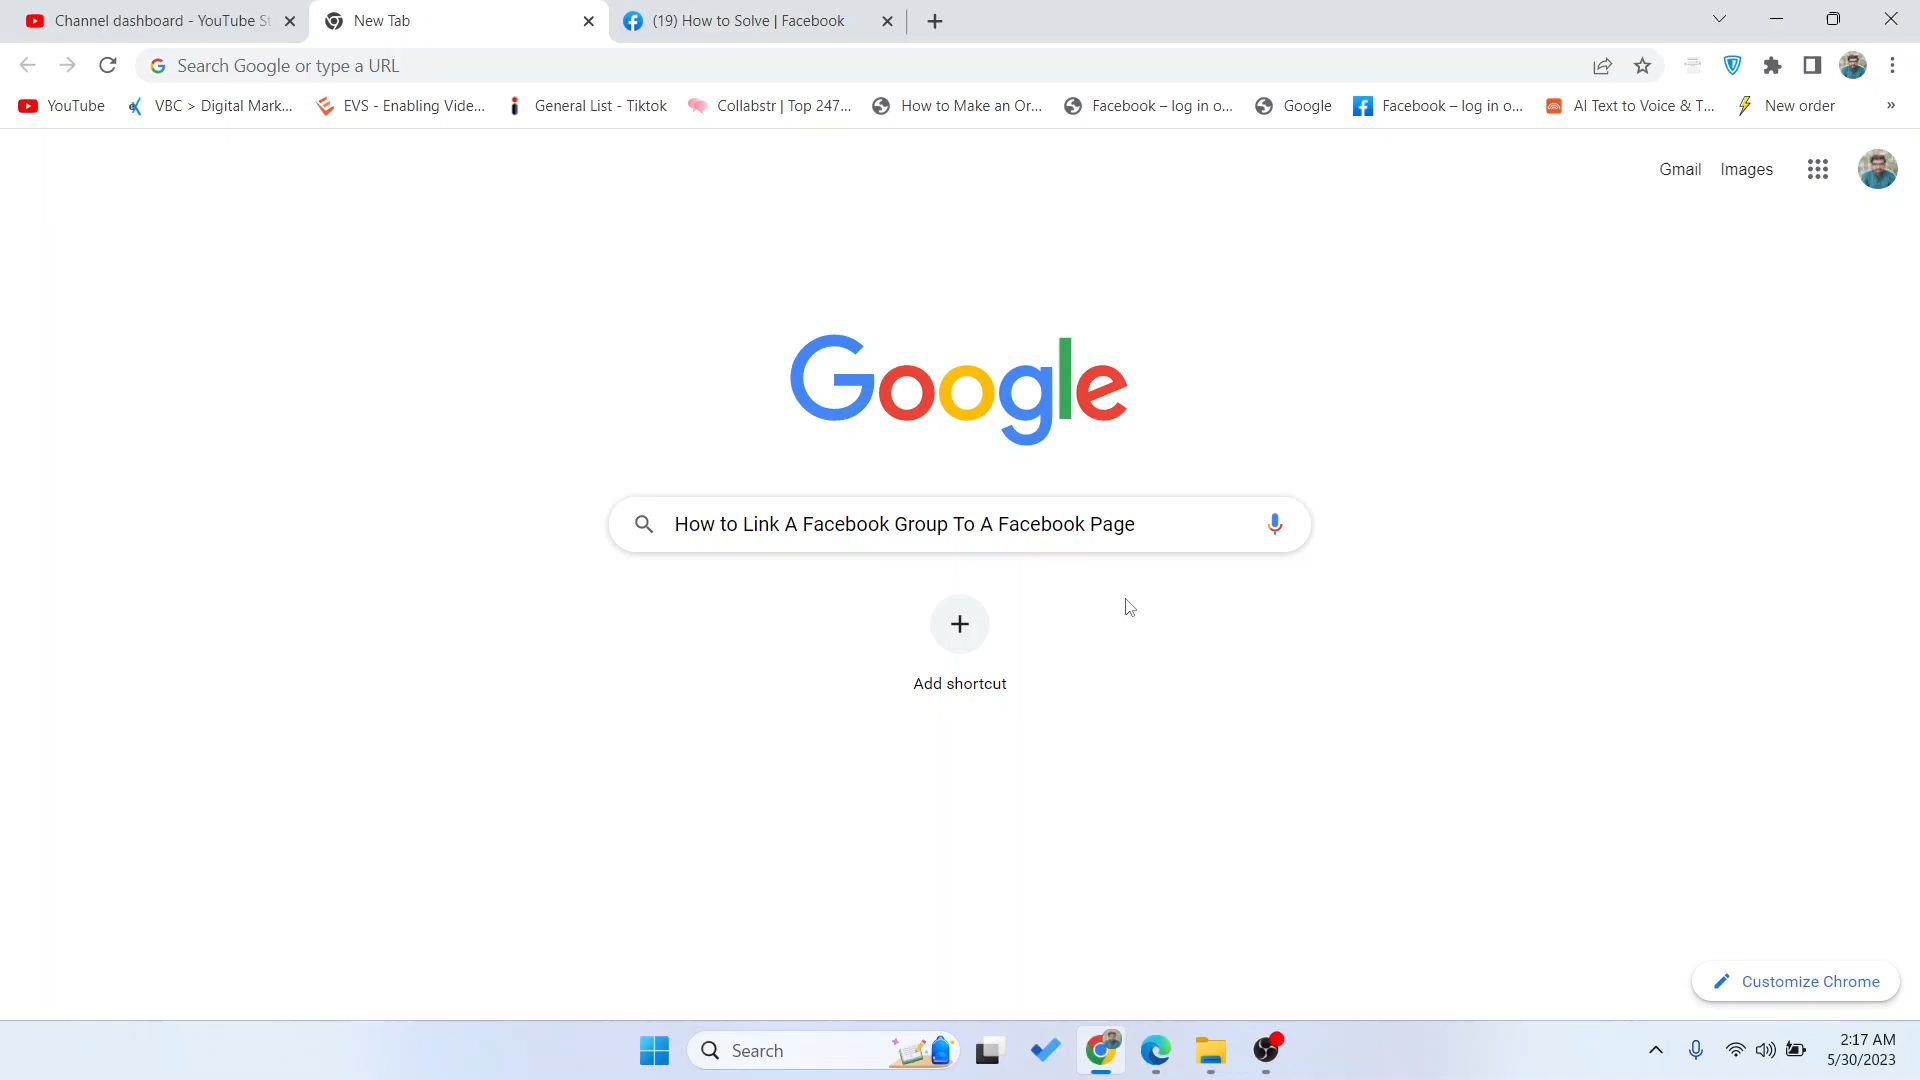 Channel dashboard - YouTube St
New Tab
(19) How to Solve | Facebook
Search Google or type a URL
YouTube
VBC > Digital Mark...
EVS - Enabling Vide...
General List - Tiktok
Collabstr | Top 247...
How to Make an Or...
Facebook – log in o...
Google
Facebook – log in o...
AI Text to Voice & T...
New order
»
Gmail
Images
Google
How to Link A Facebook Group To A Facebook Page
Add shortcut
Customize Chrome
Search
2:17 AM
5/30/2023